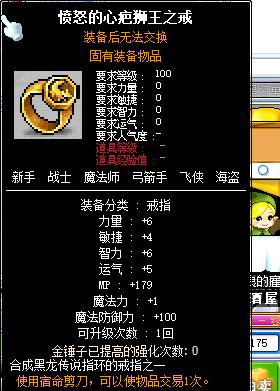 愤怒的心疤狮王之戒
装备后无法交换
固有装备物品
要求等级 : 100
要求力量 : 0
要求敏捷 : 0
要求智力 : 0
要求运气 : 0
要求人气度 : -
道具等级 : -
道具经验值 : -
新手 战士 魔法师 弓箭手 飞侠 海盗
装备分类 : 戒指
力量 : +6
敏捷 : +4
智力 : +6
运气 : +5
MP : +179
魔法力 : +1
魔法防御力 : +100
可升级次数 : 1回
金锤子已提高的强化次数: 0
合成黑龙传说指环的戒指之一
使用宿命剪刀，可以使物品交易1次。
175